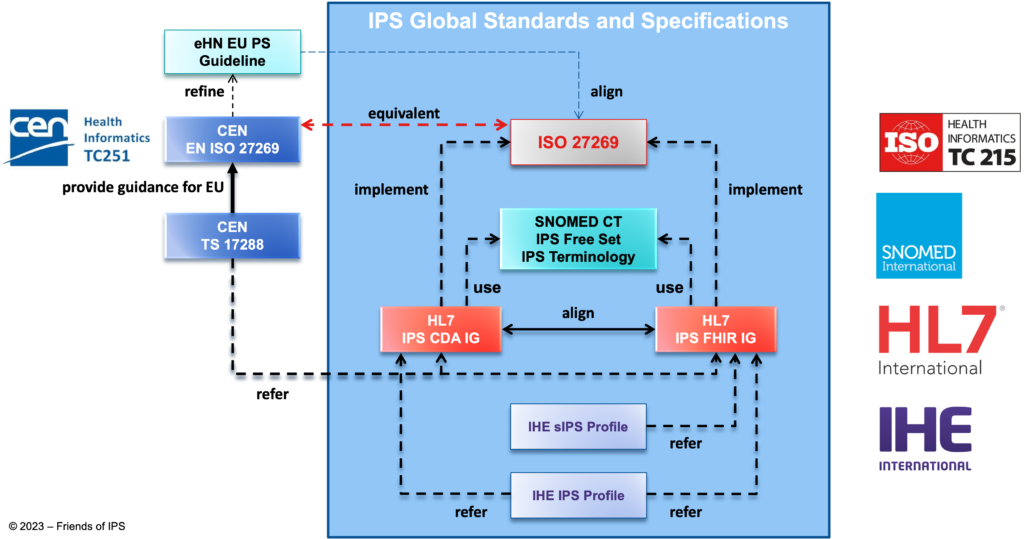 IPS Global Standards and Specifications
eHN EU PS
Guideline
refine
align
cen
Health
Informatics
TC251
CEN
EN ISO 27269
equivalent
ISO 27269
ISO
HEALTH
INFORMATICS
TC 215
provide guidance for EU
implement
implement
CEN
TS 17288
SNOMED CT
IPS Free Set
IPS Terminology
SNOMED
International
use
use
HL7
IPS CDA IG
align
HL7
IPS FHIR IG
HL7®
International
refer
IHE sIPS Profile
refer
IHE
INTERNATIONAL
IHE IPS Profile
refer
refer
© 2023 – Friends of IPS